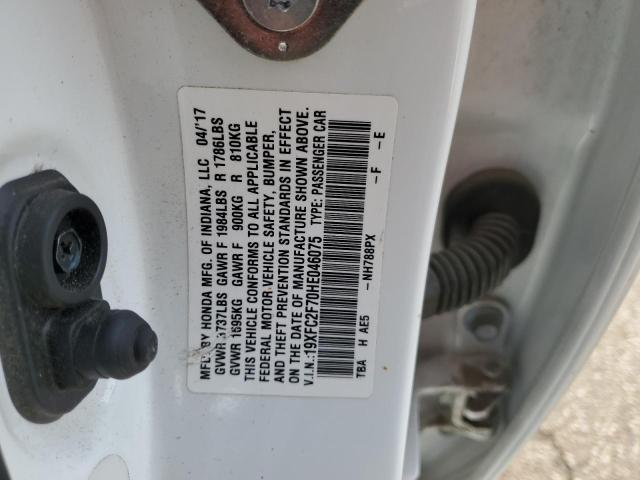 MFD. BY HONDA MFG. OF INDIANA, LLC 04/'17
GVWR 3737LBS GAWR F 1984LBS R 1786LBS
GVWR 1695KG GAWR F 900KG R 810KG
THIS VEHICLE CONFORMS TO ALL APPLICABLE
FEDERAL MOTOR VEHICLE SAFETY, BUMPER,
AND THEFT PREVENTION STANDARDS IN EFFECT
ON THE DATE OF MANUFACTURE SHOWN ABOVE.
V.I.N.:19XFC2F70HE046075 TYPE: PASSENGER CAR
TBA H AE5 –NH788PX –F –E